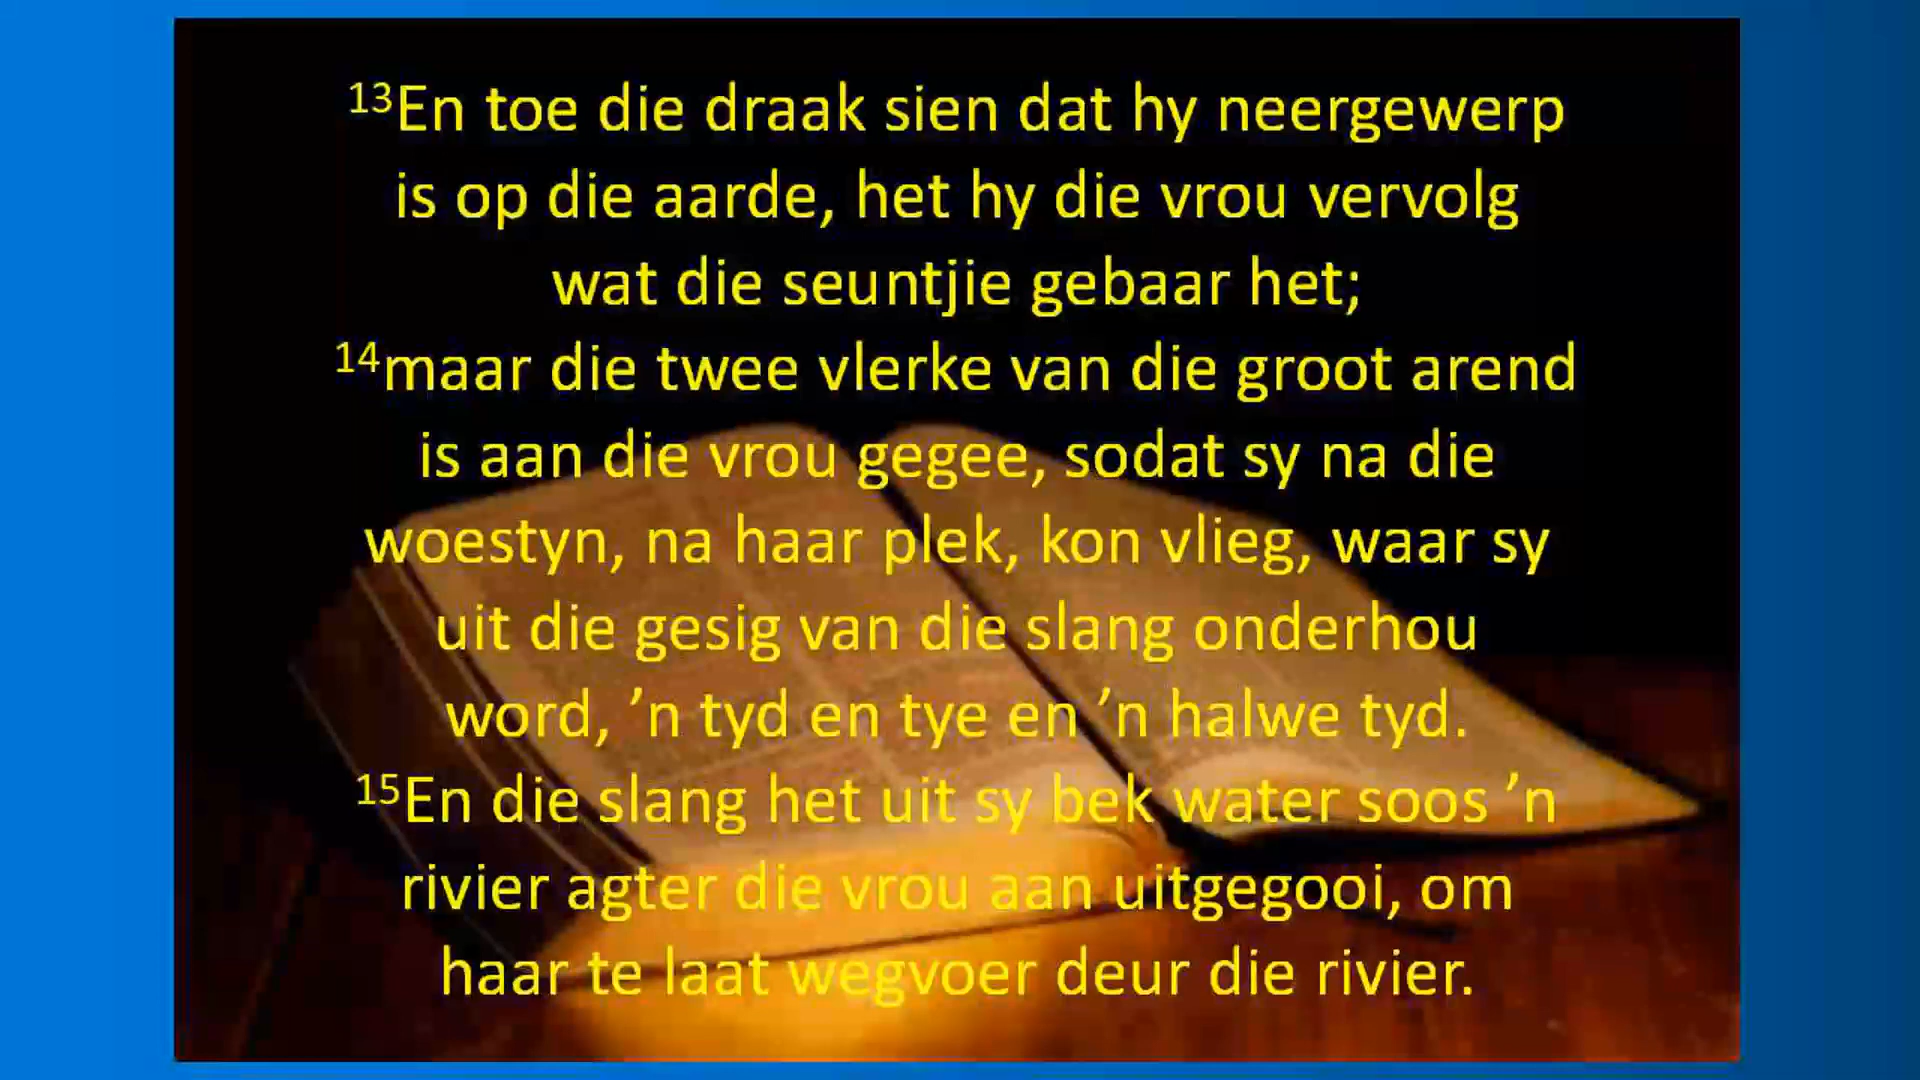 13En toe die draak sien dat hy neergewerp
is op die aarde, het hy die vrou vervolg
wat die seuntjie gebaar het;
14maar die twee vlerke van die groot arend
is aan die vrou gegee, sodat sy na die
woestyn, na haar plek, kon vlieg, waar sy
uit die gesig van die slang onderhou
word, ’n tyd en tye en ’n halwe tyd.
15En die slang het uit sy bek water soos ’n
rivier agter die vrou aan uitgegooi, om
haar te laat wegvoer deur die rivier.